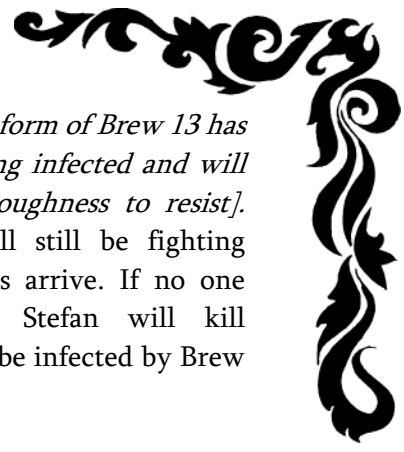 form of Brew 13 has
ng infected and will
oughness to resist].
ll still be fighting
s arrive. If no one
Stefan will kill
be infected by Brew